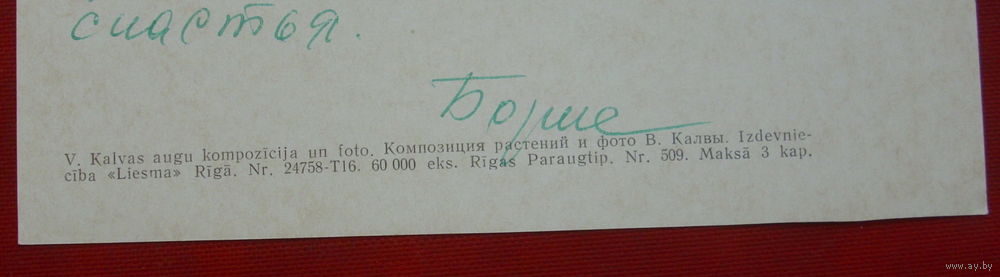 счастья.
V. Kalvas augu kompozīcija un foto. Композиция растений и фото В. Калвы. Izdevnie-
cība «Liesma» Rīgā. Nr. 24758-T16. 60 000 eks. Rīgas Paraugtip. Nr. 509. Maksā 3 kap.
www.ay.by